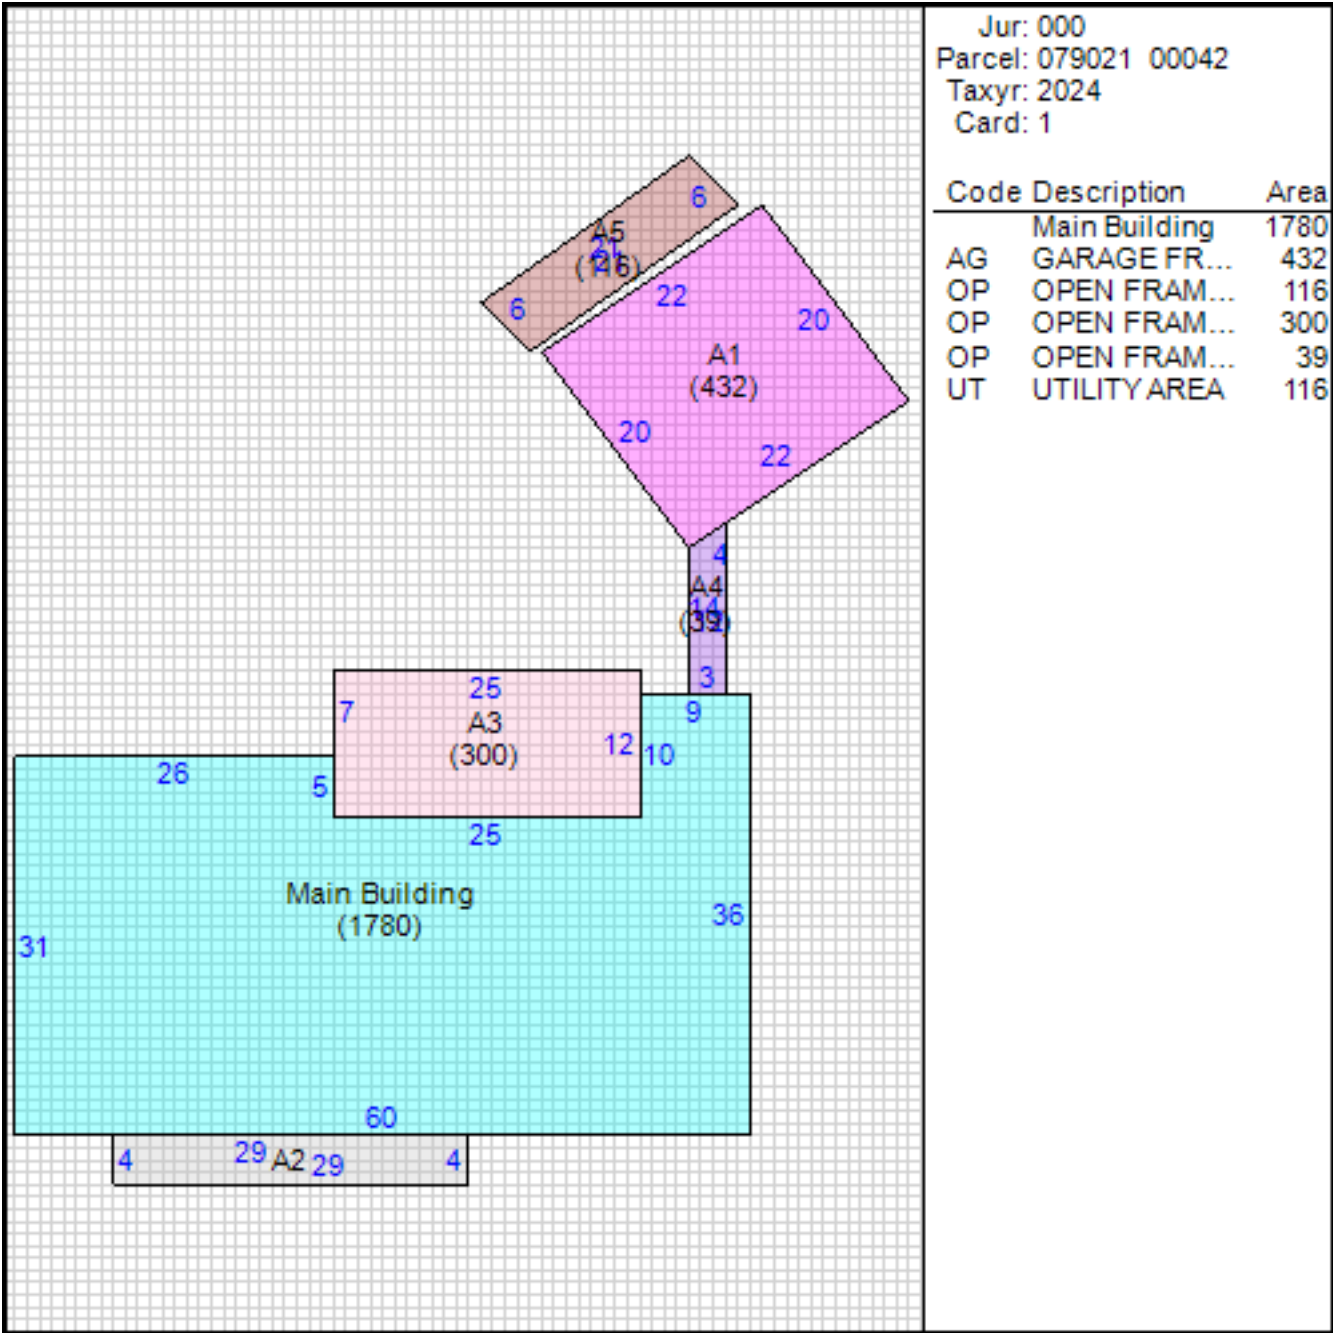 Jur: 000
Parcel: 079021 00042
Taxyr: 2024
Card: 1
Code Description Area
Main Building 1780
AG GARAGE FR... 432
OP OPEN FRAM... 116
OP OPEN FRAM... 300
OP OPEN FRAM... 39
UT UTILITY AREA 116
6
A5
(116)
6
22
20
A1
(432)
20
22
4
A4
14
(39)
3
25
7
9
A3
(300)
12
10
26
5
25
Main Building
(1780)
36
31
60
4
29
A2
29
4